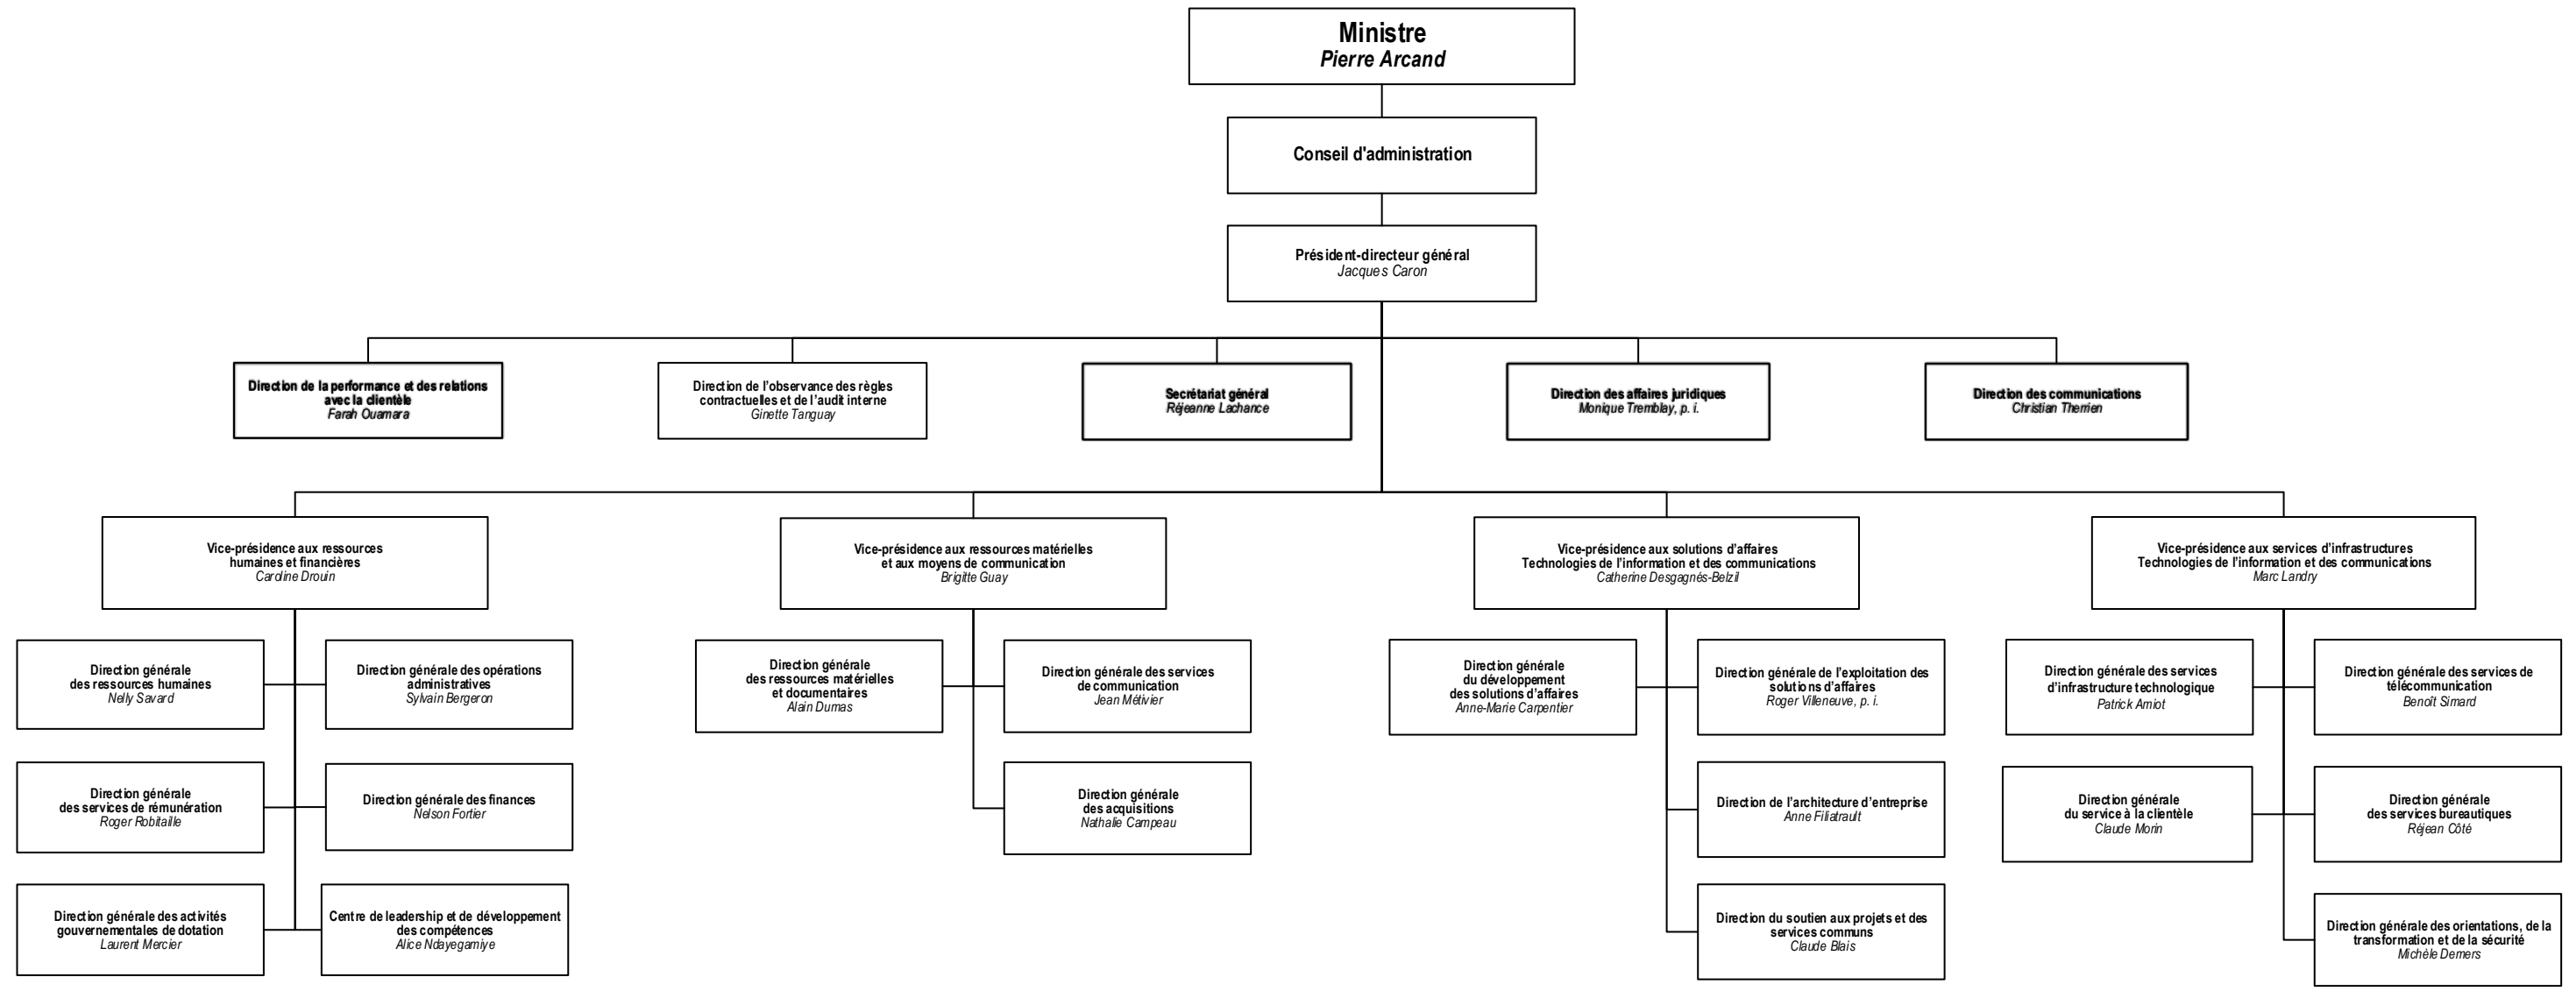 Ministre
Pierre Arcand
Conseil d'administration
Président-directeur général
Jacques Caron
Direction de la performance et des relations
avec la clientèle
Farah Ouamara
Direction de l’observance des règles
contractuelles et de l’audit interne
Ginette Tanguay
Secrétariat général
Réjeanne Lachance
Direction des affaires juridiques
Monique Tremblay, p. i.
Direction des communications
Christian Therrien
Vice-présidence aux ressources
humaines et financières
Caroline Drouin
Vice-présidence aux ressources matérielles
et aux moyens de communication
Brigitte Guay
Vice-présidence aux solutions d’affaires
Technologies de l’information et des communications
Catherine Desgagnés-Belzil
Vice-présidence aux services d’infrastructures
Technologies de l’information et des communications
Marc Landry
Direction générale
des ressources humaines
Nelly Savard
Direction générale des opérations
administratives
Sylvain Bergeron
Direction générale
des ressources matérielles
et documentaires
Alain Dumas
Direction générale des services
de communication
Jean Métivier
Direction générale
du développement
des solutions d’affaires
Anne-Marie Carpentier
Direction générale de l’exploitation des
solutions d’affaires
Roger Villeneuve, p. i.
Direction générale des services
d’infrastructure technologique
Patrick Amiot
Direction générale des services de
télécommunication
Benoît Simard
Direction générale
des services de rémunération
Roger Robitaille
Direction générale des finances
Nelson Fortier
Direction générale
des acquisitions
Nathalie Campeau
Direction de l’architecture d’entreprise
Anne Filiatrault
Direction générale
du service à la clientèle
Claude Morin
Direction générale
des services bureautiques
Réjean Côté
Direction générale des activités
gouvernementales de dotation
Laurent Mercier
Centre de leadership et de développement
des compétences
Alice Ndayegamiye
Direction du soutien aux projets et des
services communs
Claude Blais
Direction générale des orientations, de la
transformation et de la sécurité
Michèle Demers